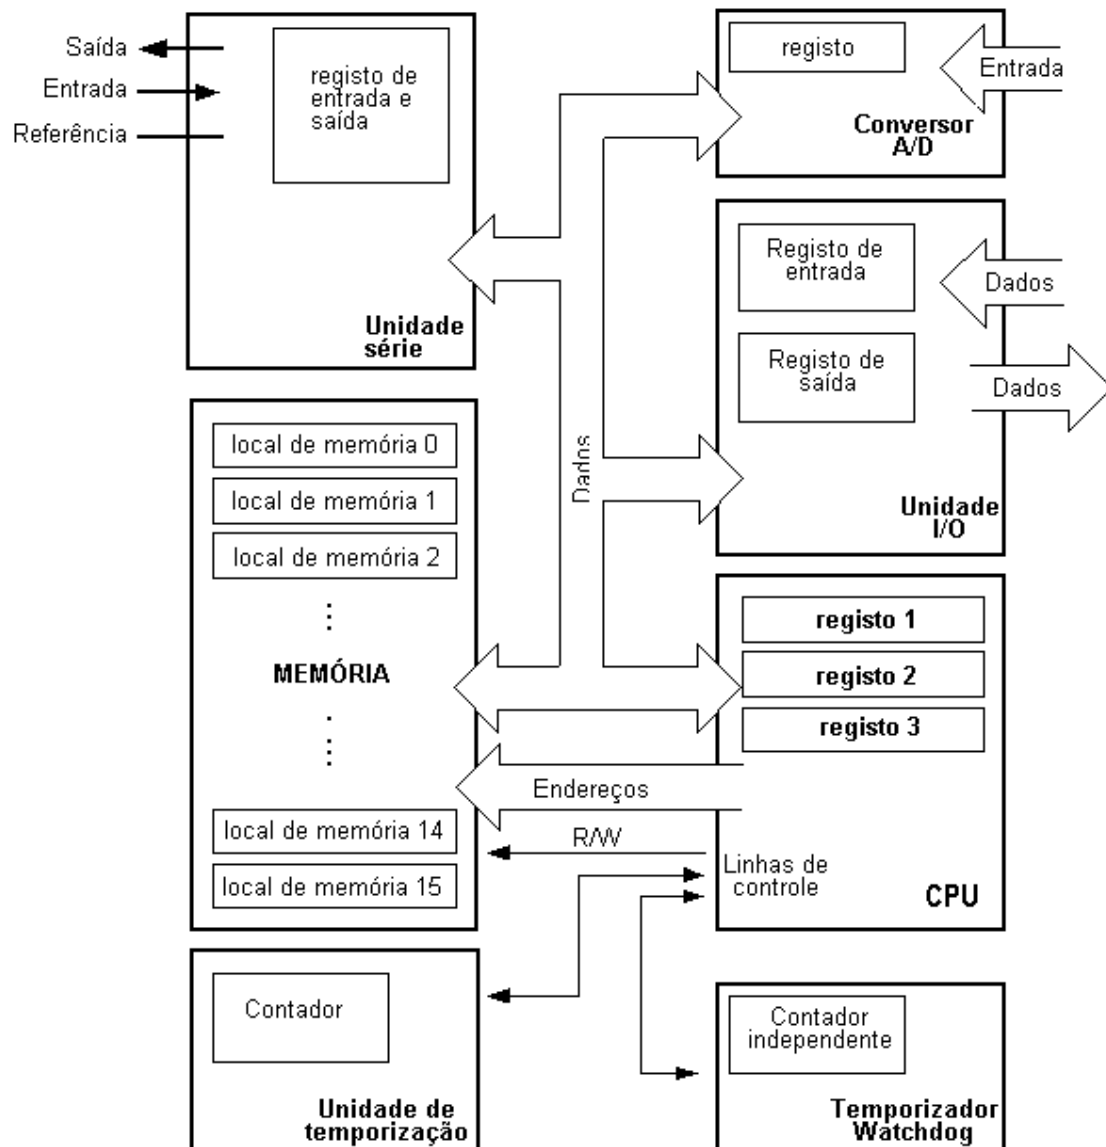 Saída
Entrada
Referência
registo de
entrada e
saída
Unidade
série
registo
Entrada
Conversor
A/D
Registo de
entrada
Dados
Registo de
saída
Dados
Unidade
I/O
Dados
local de memória 0
local de memória 1
local de memória 2
MEMÓRIA
local de memória 14
local de memória 15
registo 1
registo 2
registo 3
Endereços
R/W
Linhas de
controle
CPU
Contador
Unidade de
temporização
Contador
independente
Temporizador
Watchdog